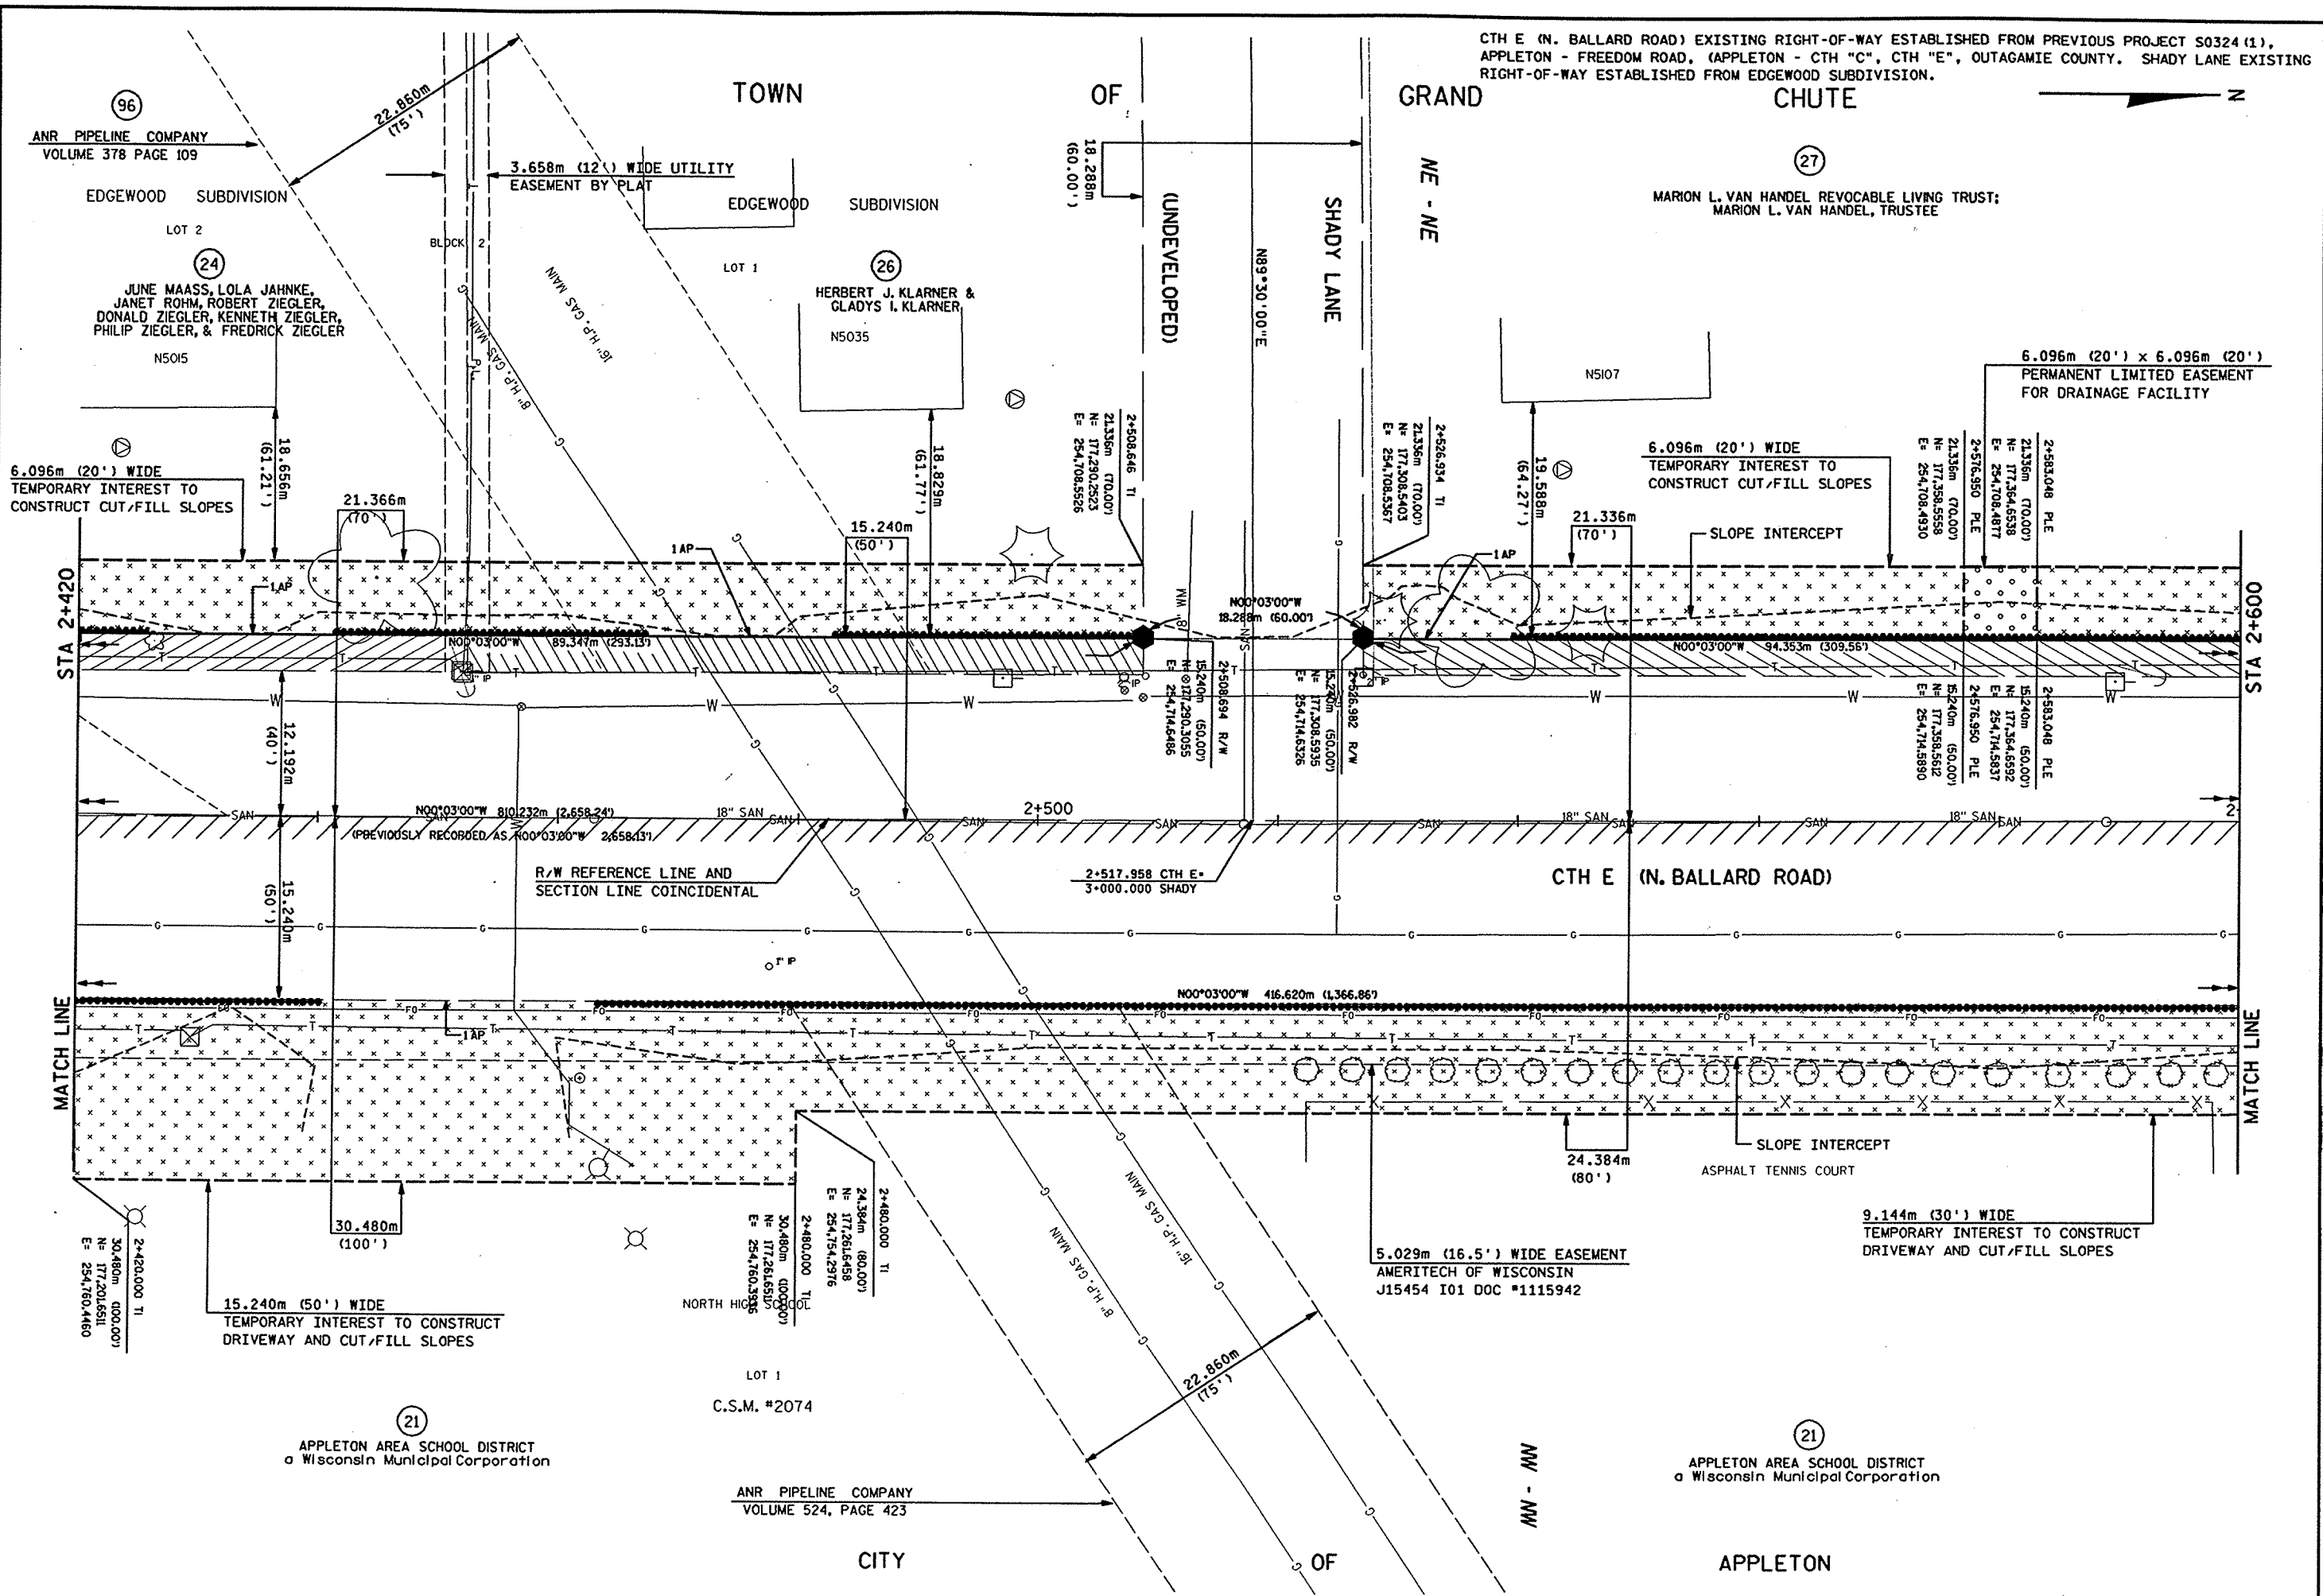 CTH E (N. BALLARD ROAD) EXISTING RIGHT-OF-WAY ESTABLISHED FROM PREVIOUS PROJECT S0324 (1),
APPLETON - FREEDOM ROAD, (APPLETON - CTH "C", CTH "E", OUTAGAMIE COUNTY. SHADY LANE EXISTING
RIGHT-OF-WAY ESTABLISHED FROM EDGEWOOD SUBDIVISION.
TOWN OF GRAND CHUTE
N
96
ANR PIPELINE COMPANY
VOLUME 378 PAGE 109
22.860m
(75')
3.658m (12') WIDE UTILITY
EASEMENT BY PLAT
EDGEWOOD SUBDIVISION
LOT 2
24
JUNE MAASS, LOLA JAHNKE,
JANET ROHM, ROBERT ZIEGLER,
DONALD ZIEGLER, KENNETH ZIEGLER,
PHILIP ZIEGLER, & FREDRICK ZIEGLER
N5015
BLOCK 2
P.L.
8" H.P. GAS MAIN
16" H.P. GAS MAIN
EDGEWOOD SUBDIVISION
LOT 1
26
HERBERT J. KLARNER &
GLADYS I. KLARNER
N5035
18.288m
(60.00')
(UNDEVELOPED)
N89°30'00"E
SHADY LANE
NE - NE
27
MARION L. VAN HANDEL REVOCABLE LIVING TRUST;
MARION L. VAN HANDEL, TRUSTEE
N5107
6.096m (20') x 6.096m (20')
PERMANENT LIMITED EASEMENT
FOR DRAINAGE FACILITY
6.096m (20') WIDE
TEMPORARY INTEREST TO
CONSTRUCT CUT/FILL SLOPES
18.656m
(61.21')
21.366m
(70')
18.829m
(61.77')
15.240m
(50')
2+508.646 TI
21.336m (70.00')
N= 177,290.2523
E= 254,708.5526
2+526.934 TI
21.336m (70.00')
N= 177,308.5403
E= 254,708.5367
19.588m
(64.27')
21.336m
(70')
6.096m (20') WIDE
TEMPORARY INTEREST TO
CONSTRUCT CUT/FILL SLOPES
SLOPE INTERCEPT
2+583.048 PLE
21.336m (70.00')
N= 177,364.6538
E= 254,708.4877
2+576.950 PLE
21.336m (70.00')
N= 177,358.5558
E= 254,708.4930
STA 2+420
1 AP
1 AP
1 AP
N00°03'00"W 89.347m (293.13')
8" WM
N00°03'00"W
18.288m (60.00')
N00°03'00"W 94.353m (309.56')
STA 2+600
1" IP
IP
2" IP
2+508.694 R/W
15.240m (50.00')
N= 177,290.3055
E= 254,714.6486
2+526.982 R/W
15.240m (50.00')
N= 177,308.5935
E= 254,714.6326
2+583.048 PLE
15.240m (50.00')
N= 177,364.6592
E= 254,714.5837
2+576.950 PLE
15.240m (50.00')
N= 177,358.5612
E= 254,714.5890
12.192m
(40')
N00°03'00"W 810.232m (2,658.24')
(PREVIOUSLY RECORDED AS N00°03'00"W 2,658.13')
18" SAN
2+500
18" SAN
18" SAN
2
R/W REFERENCE LINE AND
SECTION LINE COINCIDENTAL
2+517.958 CTH E=
3+000.000 SHADY
CTH E (N. BALLARD ROAD)
15.240m
(50')
1" IP
MATCH LINE
N00°03'00"W 416.620m (1,366.86')
1 AP
MATCH LINE
SLOPE INTERCEPT
ASPHALT TENNIS COURT
24.384m
(80')
30.480m
(100')
2+420.000 TI
30.480m (100.00')
N= 177,201.6511
E= 254,760.4460
15.240m (50') WIDE
TEMPORARY INTEREST TO CONSTRUCT
DRIVEWAY AND CUT/FILL SLOPES
2+480.000 TI
24.384m (80.00')
N= 177,261.6458
E= 254,754.2976
2+480.000 TI
30.480m (100.00')
N= 177,261.6511
E= 254,760.3936
NORTH HIGH SCHOOL
8" H.P. GAS MAIN
16" H.P. GAS MAIN
5.029m (16.5') WIDE EASEMENT
AMERITECH OF WISCONSIN
J15454 I01 DOC #1115942
9.144m (30') WIDE
TEMPORARY INTEREST TO CONSTRUCT
DRIVEWAY AND CUT/FILL SLOPES
22.860m
(75')
LOT 1
C.S.M. #2074
21
APPLETON AREA SCHOOL DISTRICT
a Wisconsin Municipal Corporation
ANR PIPELINE COMPANY
VOLUME 524, PAGE 423
NW - NW
21
APPLETON AREA SCHOOL DISTRICT
a Wisconsin Municipal Corporation
CITY OF APPLETON